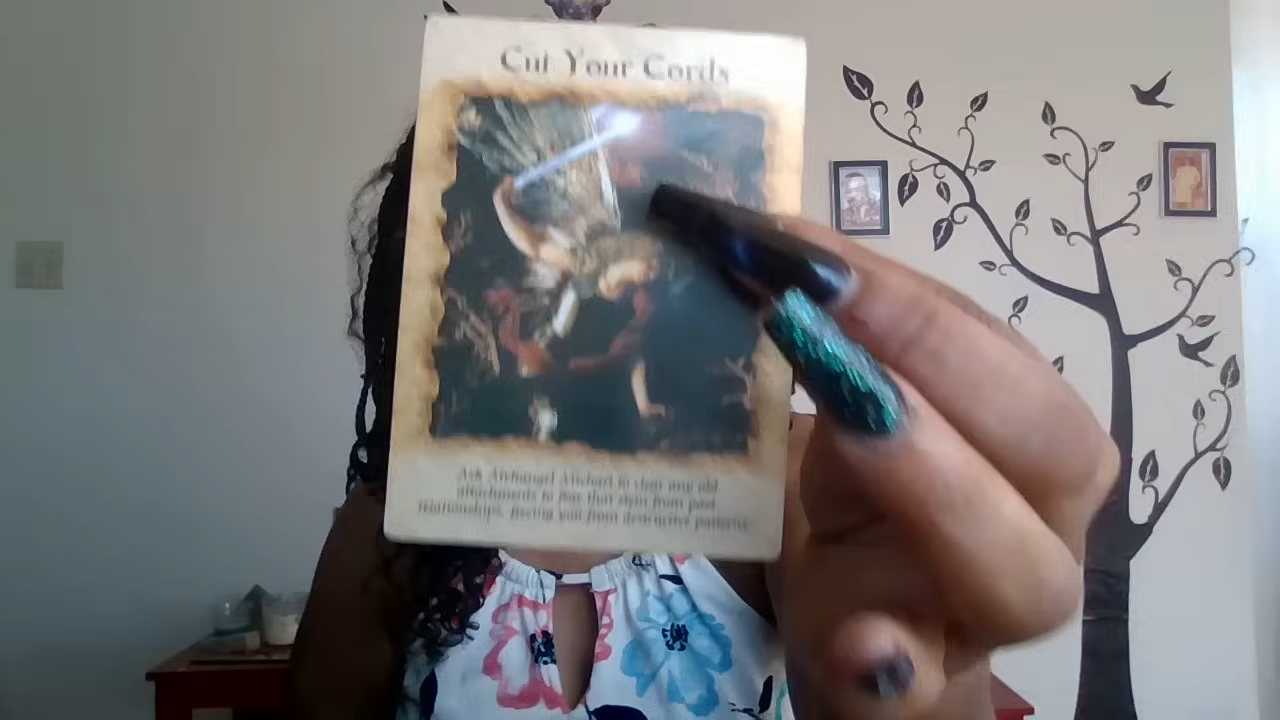 Cut Your Cords
Ask Archangel Michael to clear any old
attachments to fear that stem from past
relationships, freeing you from destructive patterns.